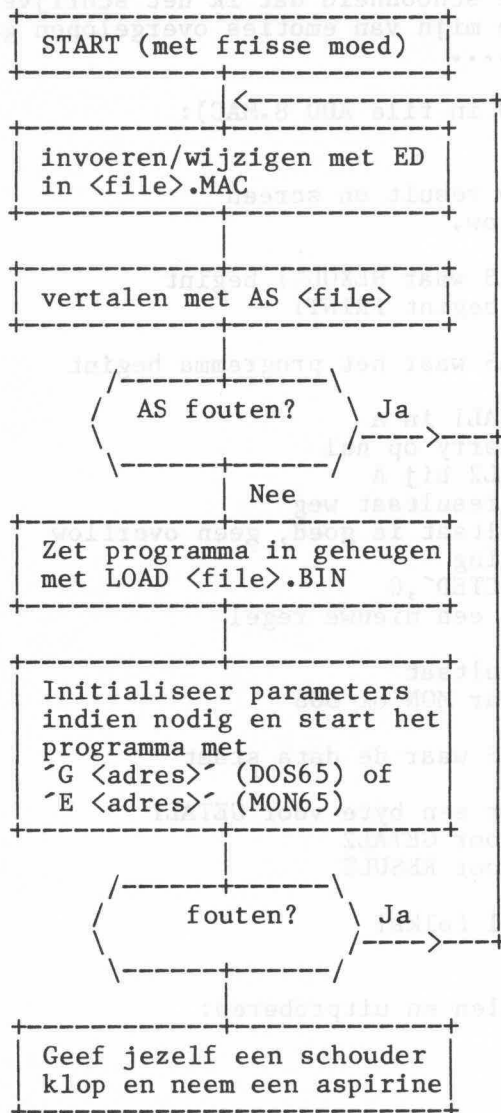 START (met frisse moed)
invoeren/wijzigen met ED
in <file>.MAC
vertalen met AS <file>
AS fouten?
Ja
Nee
Zet programma in geheugen
met LOAD <file>.BIN
Initialiseer parameters
indien nodig en start het
programma met
´G <adres>´ (DOS65) of
´E <adres>´ (MON65)
fouten?
Ja
Geef jezelf een schouder
klop en neem een aspirine